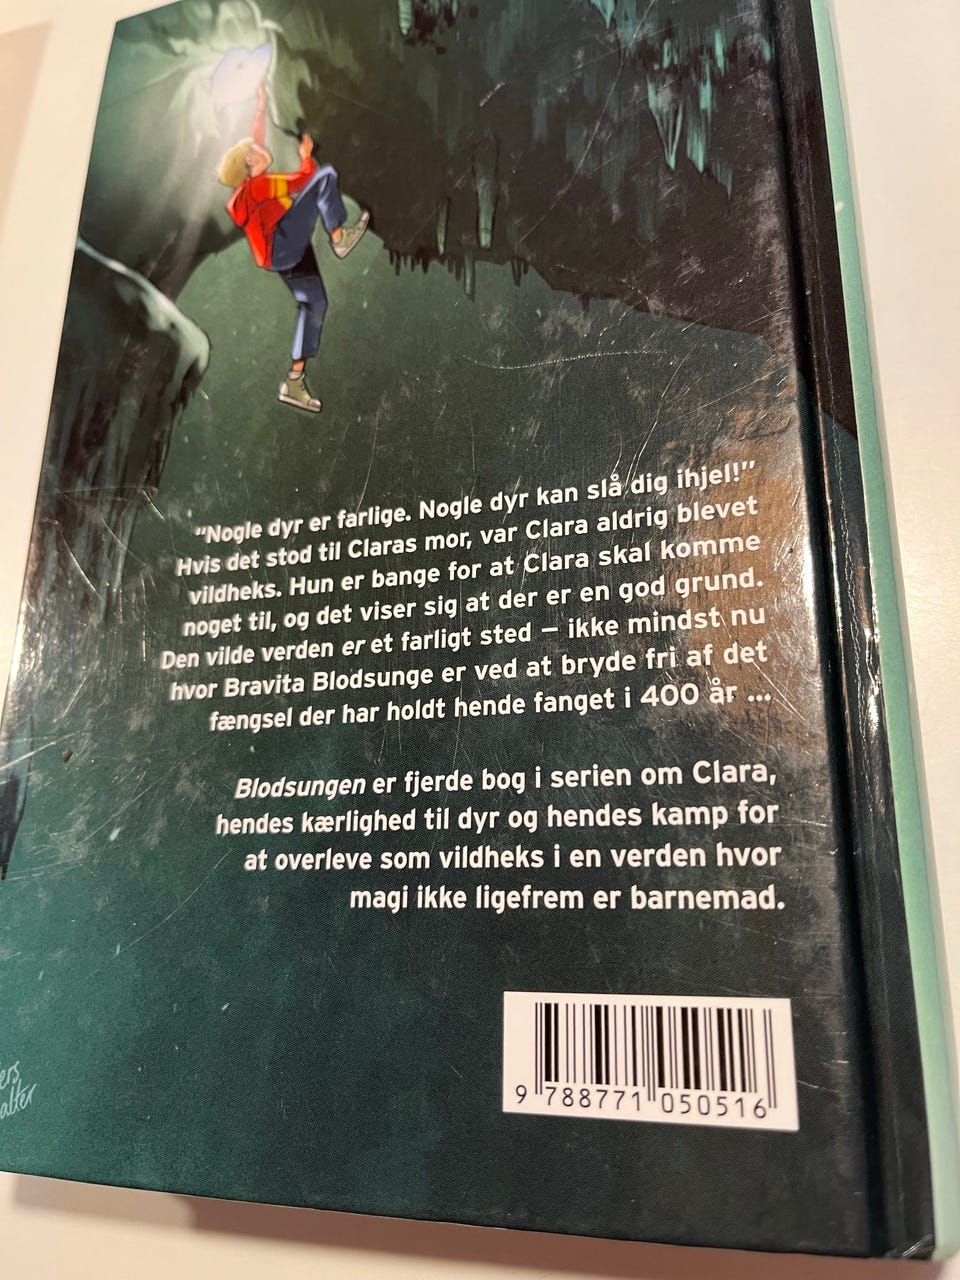 “Nogle dyr er farlige. Nogle dyr kan slå dig ihjel!”
Hvis det stod til Claras mor, var Clara aldrig blevet
vildheks. Hun er bange for at Clara skal komme
noget til, og det viser sig at der er en god grund.
Den vilde verden er et farligt sted – ikke mindst nu
hvor Bravita Blodsunge er ved at bryde fri af det
fængsel der har holdt hende fanget i 400 år ...
Blodsungen er fjerde bog i serien om Clara,
hendes kærlighed til dyr og hendes kamp for
at overleve som vildheks i en verden hvor
magi ikke ligefrem er barnemad.
ers
alter
9 788771 050516